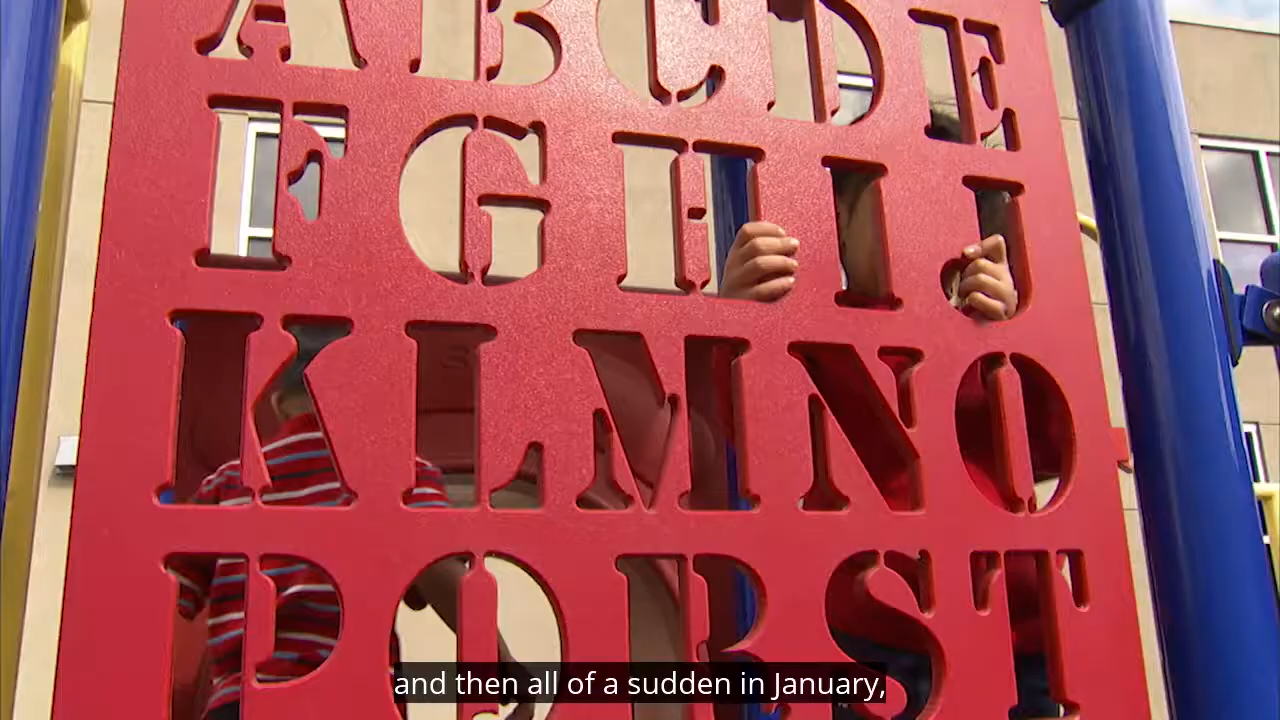 ABCDE
FGHIJ
KLMNO
PQRST
and then all of a sudden in January,